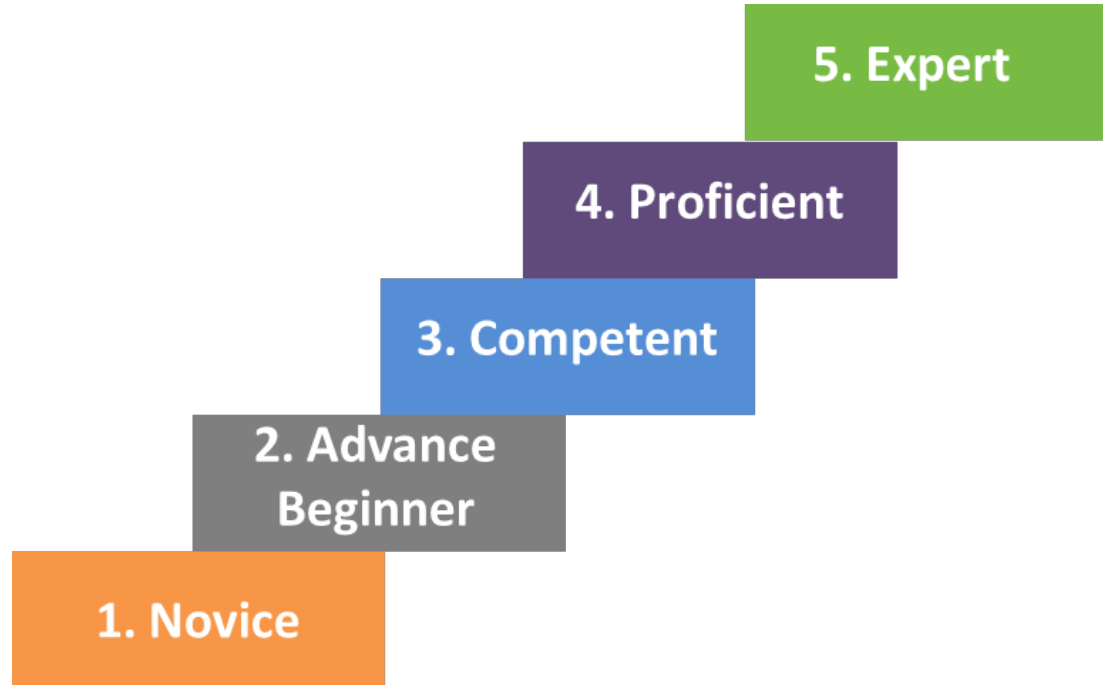 5. Expert
4. Proficient
3. Competent
2. Advance
Beginner
1. Novice